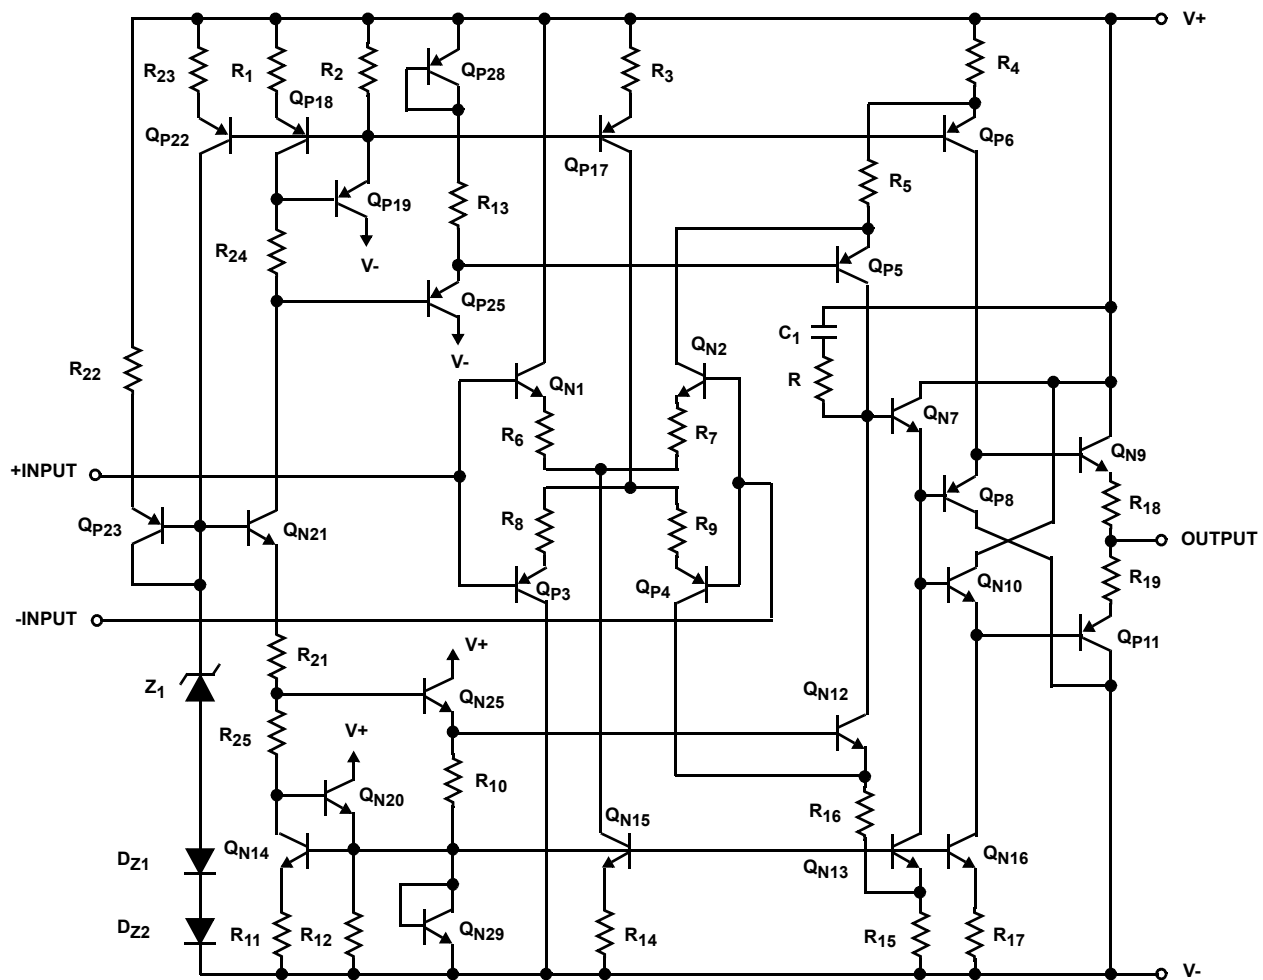 V+
R23
R1
R2
QP28
R3
R4
QP18
QP22
QP17
QP6
R5
QP19
R13
R24
V-
QP5
QP25
C1
QN2
V-
R22
R
QN1
QN7
R6
R7
QN9
+INPUT
QP8
R18
QP23
QN21
R8
R9
OUTPUT
R19
QP3
QP4
QN10
-INPUT
QP11
R21
V+
Z1
QN12
QN25
R25
V+
R10
QN20
R16
QN15
QN14
QN13
QN16
DZ1
DZ2
R11
R12
QN29
R14
R15
R17
V-